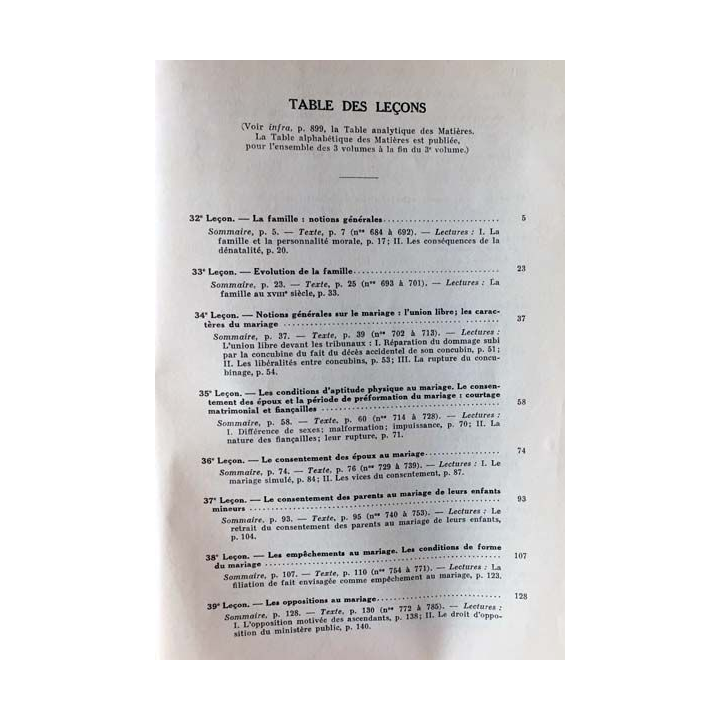 TABLE DES LEÇONS
(Voir infra, p. 899, la Table analytique des Matières.
La Table alphabétique des Matières est publiée,
pour l'ensemble des 3 volumes à la fin du 3e volume.)
32e Leçon. — La famille : notions générales.......................... 5
Sommaire, p. 5. — Texte, p. 7 (nos 684 à 692). — Lectures : I. La
famille et la personnalité morale, p. 17; II. Les conséquences de la
dénatalité, p. 20.
33e Leçon. — Evolution de la famille................................ 23
Sommaire, p. 23. — Texte, p. 25 (nos 693 à 701). — Lectures : La
famille au XVIIIe siècle, p. 33.
34e Leçon. — Notions générales sur le mariage : l'union libre; les carac-
tères du mariage ................................................ 37
Sommaire, p. 37. — Texte, p. 39 (nos 702 à 713). — Lectures :
L'union libre devant les tribunaux : I. Réparation du dommage subi
par la concubine du fait du décès accidentel de son concubin, p. 51;
II. Les libéralités entre concubins, p. 53; III. La rupture du concu-
binage, p. 54.
35e Leçon. — Les conditions d'aptitude physique au mariage. Le consen-
tement des époux et la période de préformation du mariage : courtage
matrimonial et fiançailles ........................................ 58
Sommaire, p. 58. — Texte, p. 60 (nos 714 à 728). — Lectures :
I. Différence de sexes; malformation; impuissance, p. 70; II. La
nature des fiançailles; leur rupture, p. 71.
36e Leçon. — Le consentement des époux au mariage................. 74
Sommaire, p. 74. — Texte, p. 76 (nos 729 à 739). — Lectures : I. Le
mariage simulé, p. 84; II. Les vices du consentement, p. 87.
37e Leçon. — Le consentement des parents au mariage de leurs enfants
mineurs ........................................................ 93
Sommaire, p. 93. — Texte, p. 95 (nos 740 à 753). — Lectures : Le
retrait du consentement des parents au mariage de leurs enfants,
p. 104.
38e Leçon. — Les empêchements au mariage. Les conditions de forme
du mariage ..................................................... 107
Sommaire, p. 107. — Texte, p. 110 (nos 754 à 771). — Lectures : La
filiation de fait envisagée comme empêchement au mariage, p. 123.
39e Leçon. — Les oppositions au mariage............................ 128
Sommaire, p. 128. — Texte, p. 130 (nos 772 à 785). — Lectures :
I. L'opposition motivée des ascendants, p. 138; II. Le droit d'oppo-
sition du ministère public, p. 140.